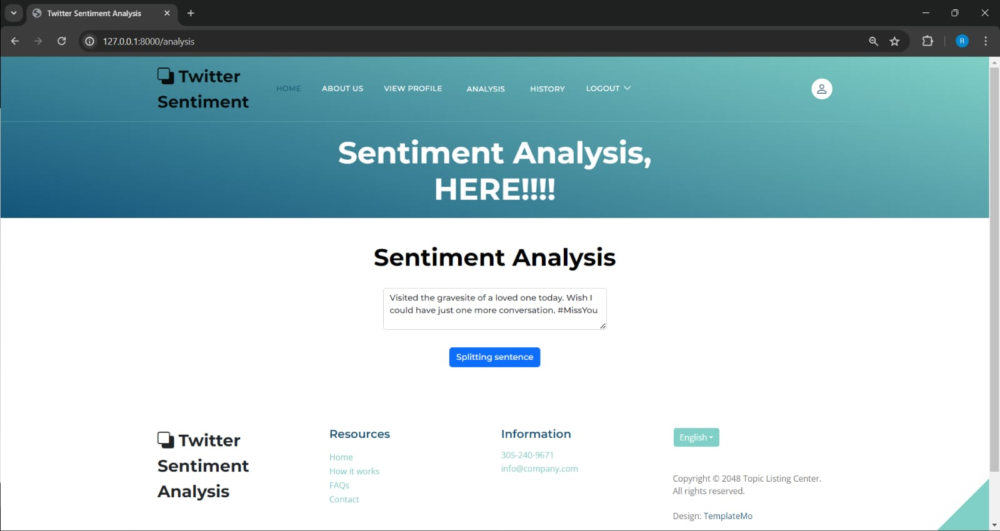 Twitter Sentiment Analysis
127.0.0.1:8000/analysis
R
Twitter
Sentiment
HOME
ABOUT US
VIEW PROFILE
ANALYSIS
HISTORY
LOGOUT
Sentiment Analysis,
HERE!!!!
Sentiment Analysis
Visited the gravesite of a loved one today. Wish I
could have just one more conversation. #MissYou
Splitting sentence
Twitter
Sentiment
Analysis
Resources
Home
How it works
FAQs
Contact
Information
305-240-9671
info@company.com
English
Copyright © 2048 Topic Listing Center.
All rights reserved.
Design: TemplateMo